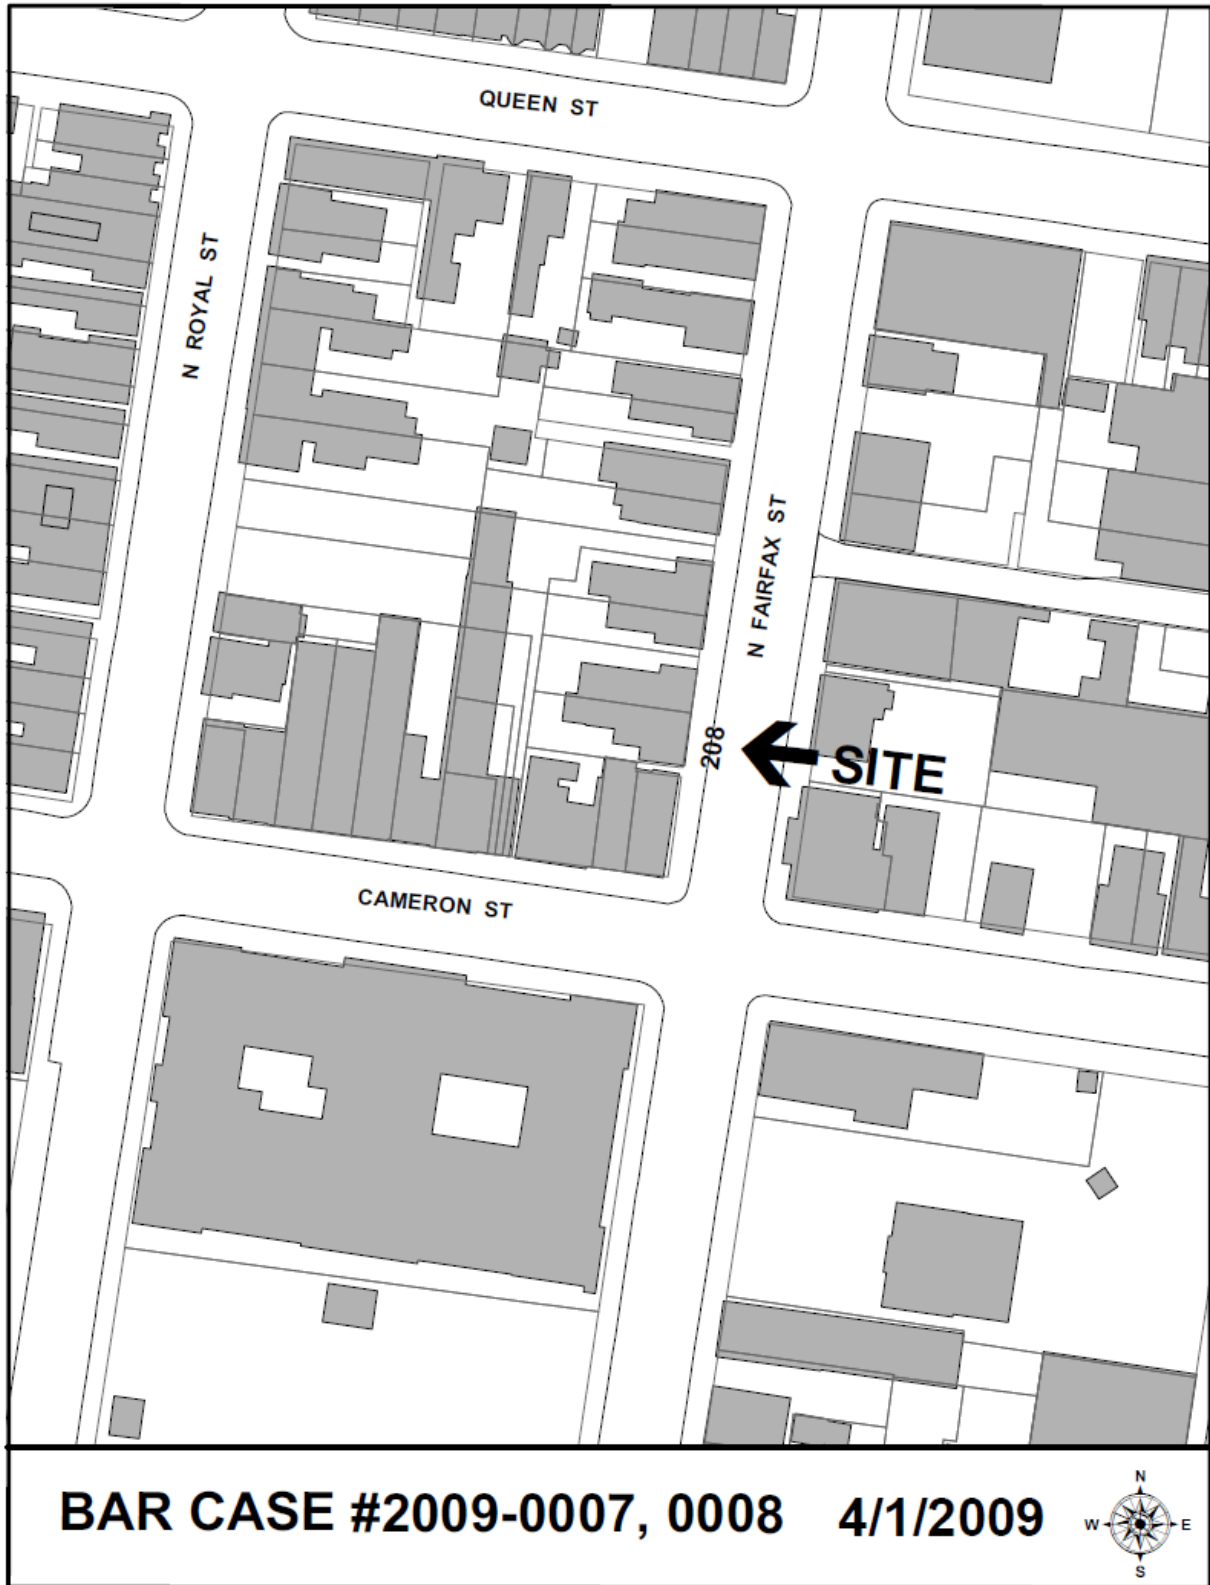 QUEEN ST
N ROYAL ST
N FAIRFAX ST
208
SITE
CAMERON ST
BAR CASE #2009-0007, 0008 4/1/2009
N
W E
S